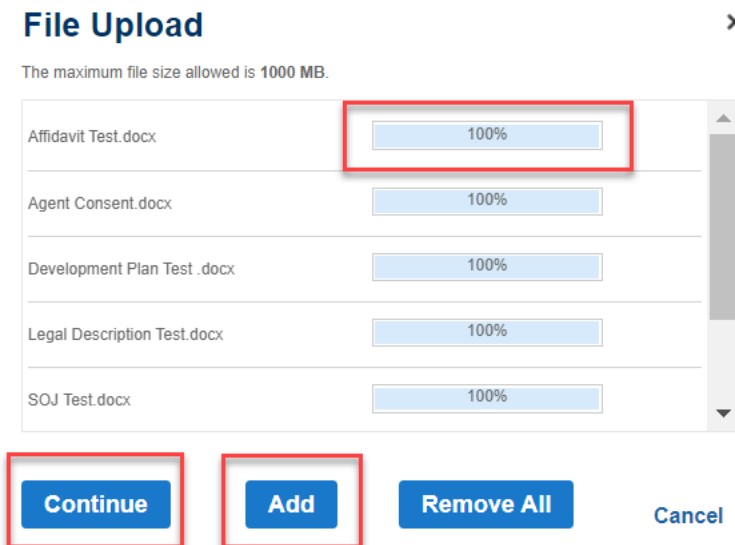 File Upload
The maximum file size allowed is 1000 MB.
Affidavit Test.docx 100%
Agent Consent.docx 100%
Development Plan Test .docx 100%
Legal Description Test.docx 100%
SOJ Test.docx 100%
Continue Add Remove All Cancel